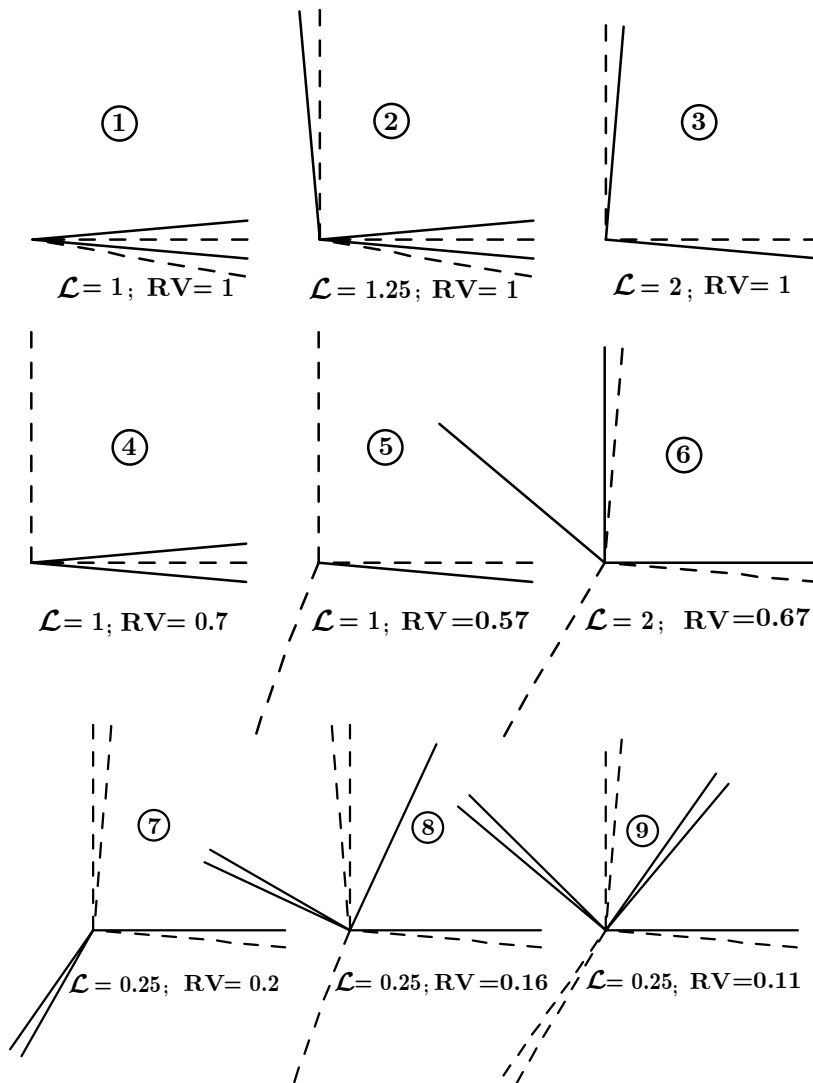 1 2 3
ℒ = 1; RV= 1 ℒ = 1.25; RV= 1 ℒ = 2; RV= 1
4 5 6
ℒ = 1; RV= 0.7 ℒ = 1; RV =0.57 ℒ = 2; RV=0.67
7 8 9
ℒ = 0.25; RV= 0.2 ℒ = 0.25; RV=0.16 ℒ = 0.25; RV=0.11